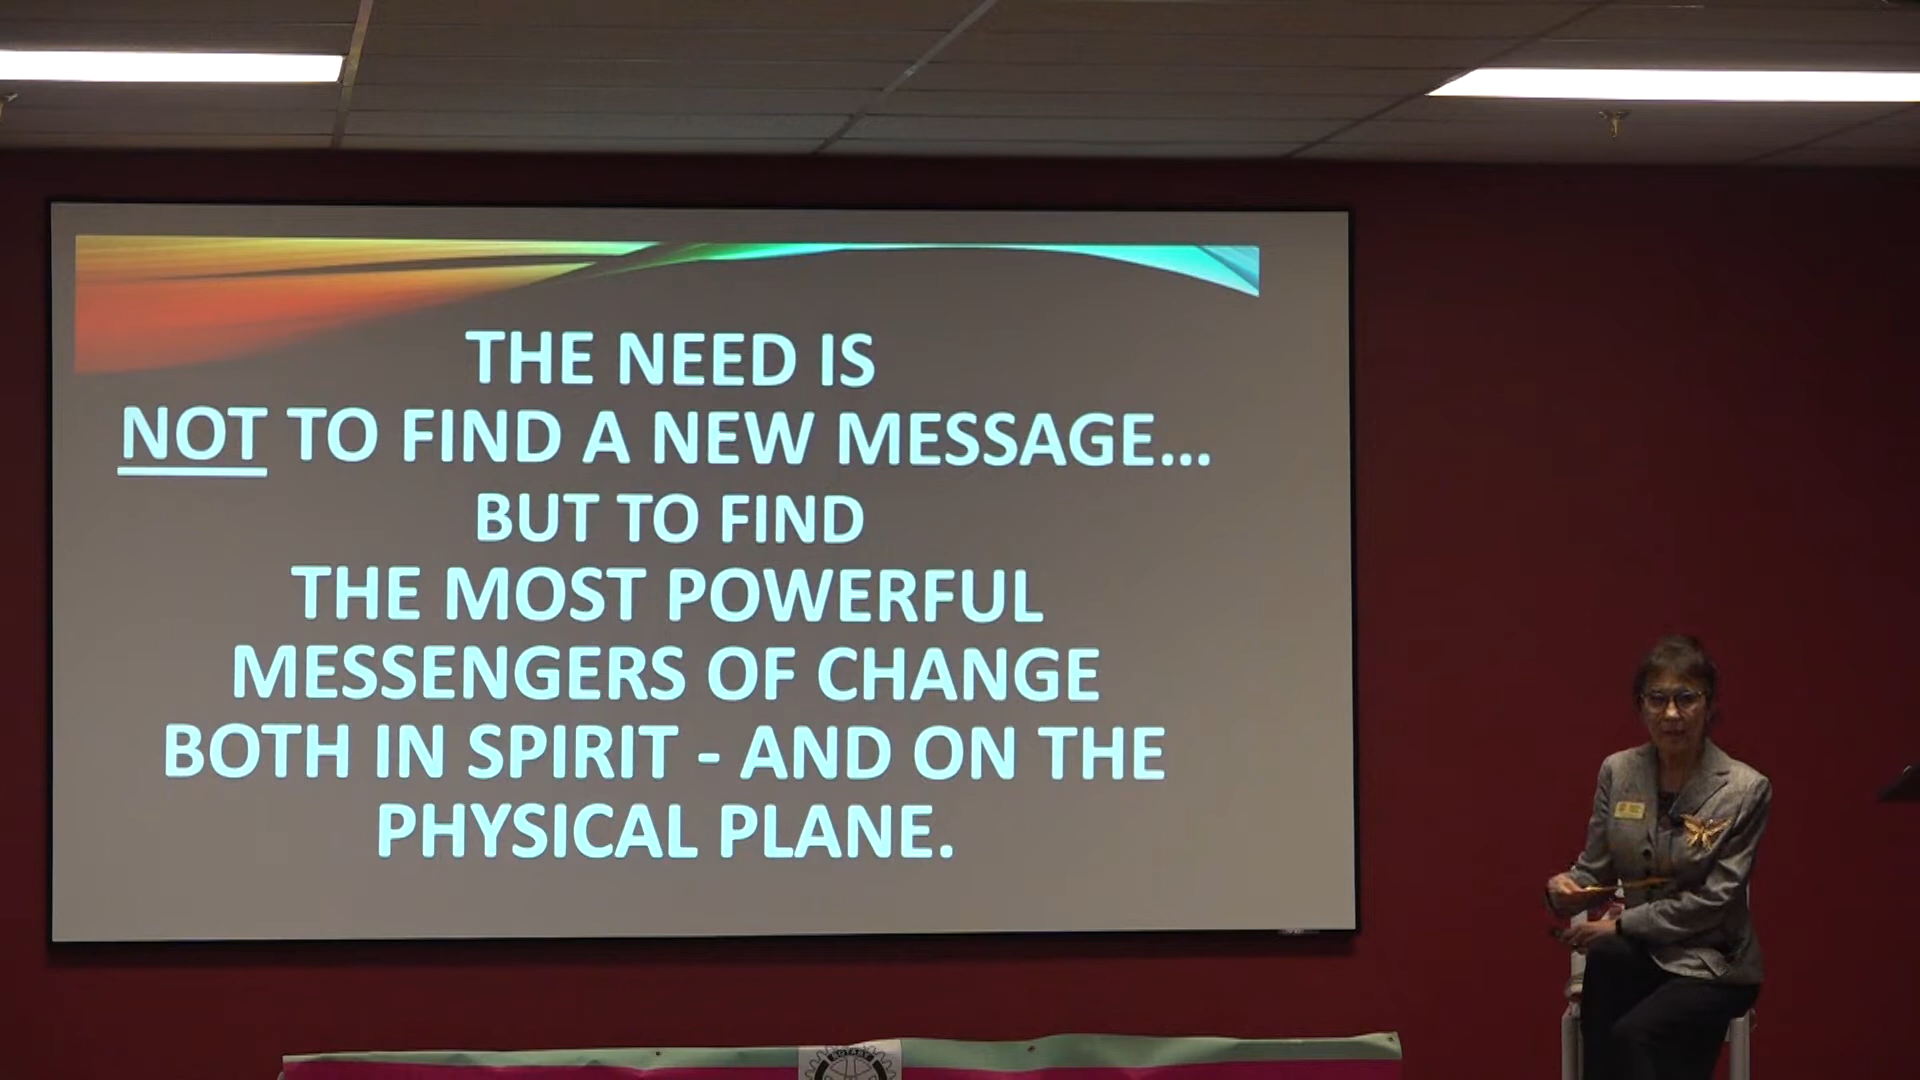 THE NEED IS
NOT TO FIND A NEW MESSAGE...
BUT TO FIND
THE MOST POWERFUL
MESSENGERS OF CHANGE
BOTH IN SPIRIT - AND ON THE
PHYSICAL PLANE.
ROTARY